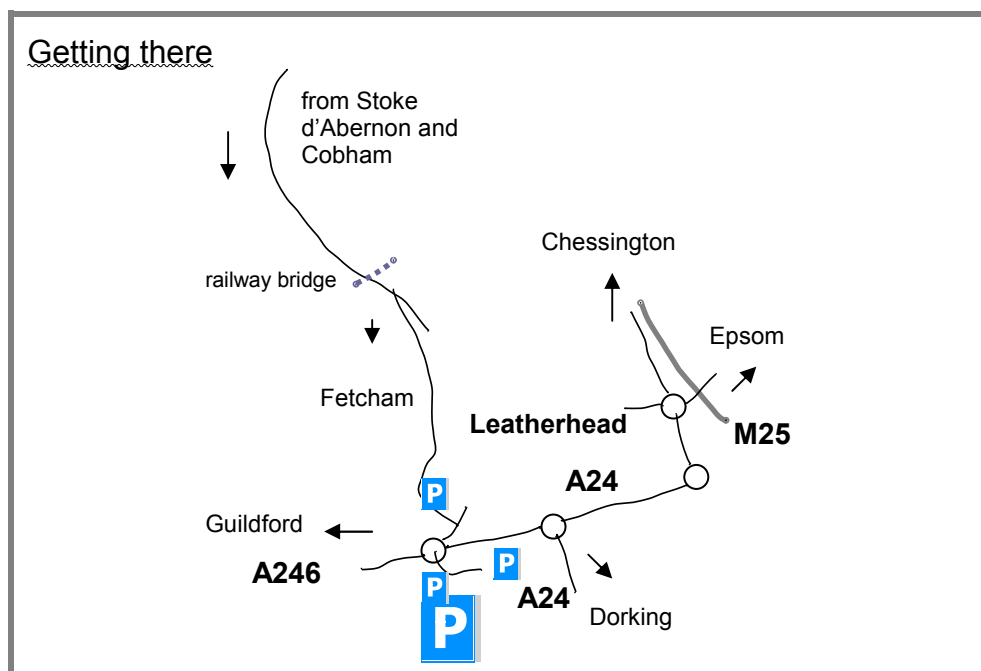 Getting there
from Stoke
d'Abernon and
Cobham
Chessington
railway bridge
Epsom
Fetcham
Leatherhead
M25
A24
P
Guildford
P
A246
P
A24
P
Dorking